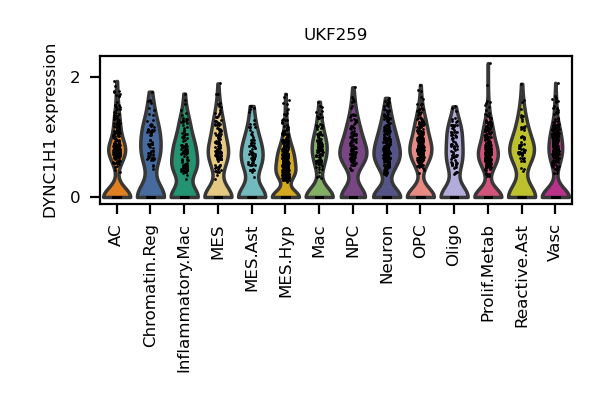 UKF259
DYNC1H1 expression
2
0
AC
Chromatin.Reg
Inflammatory.Mac
MES
MES.Ast
MES.Hyp
Mac
NPC
Neuron
OPC
Oligo
Prolif.Metab
Reactive.Ast
Vasc